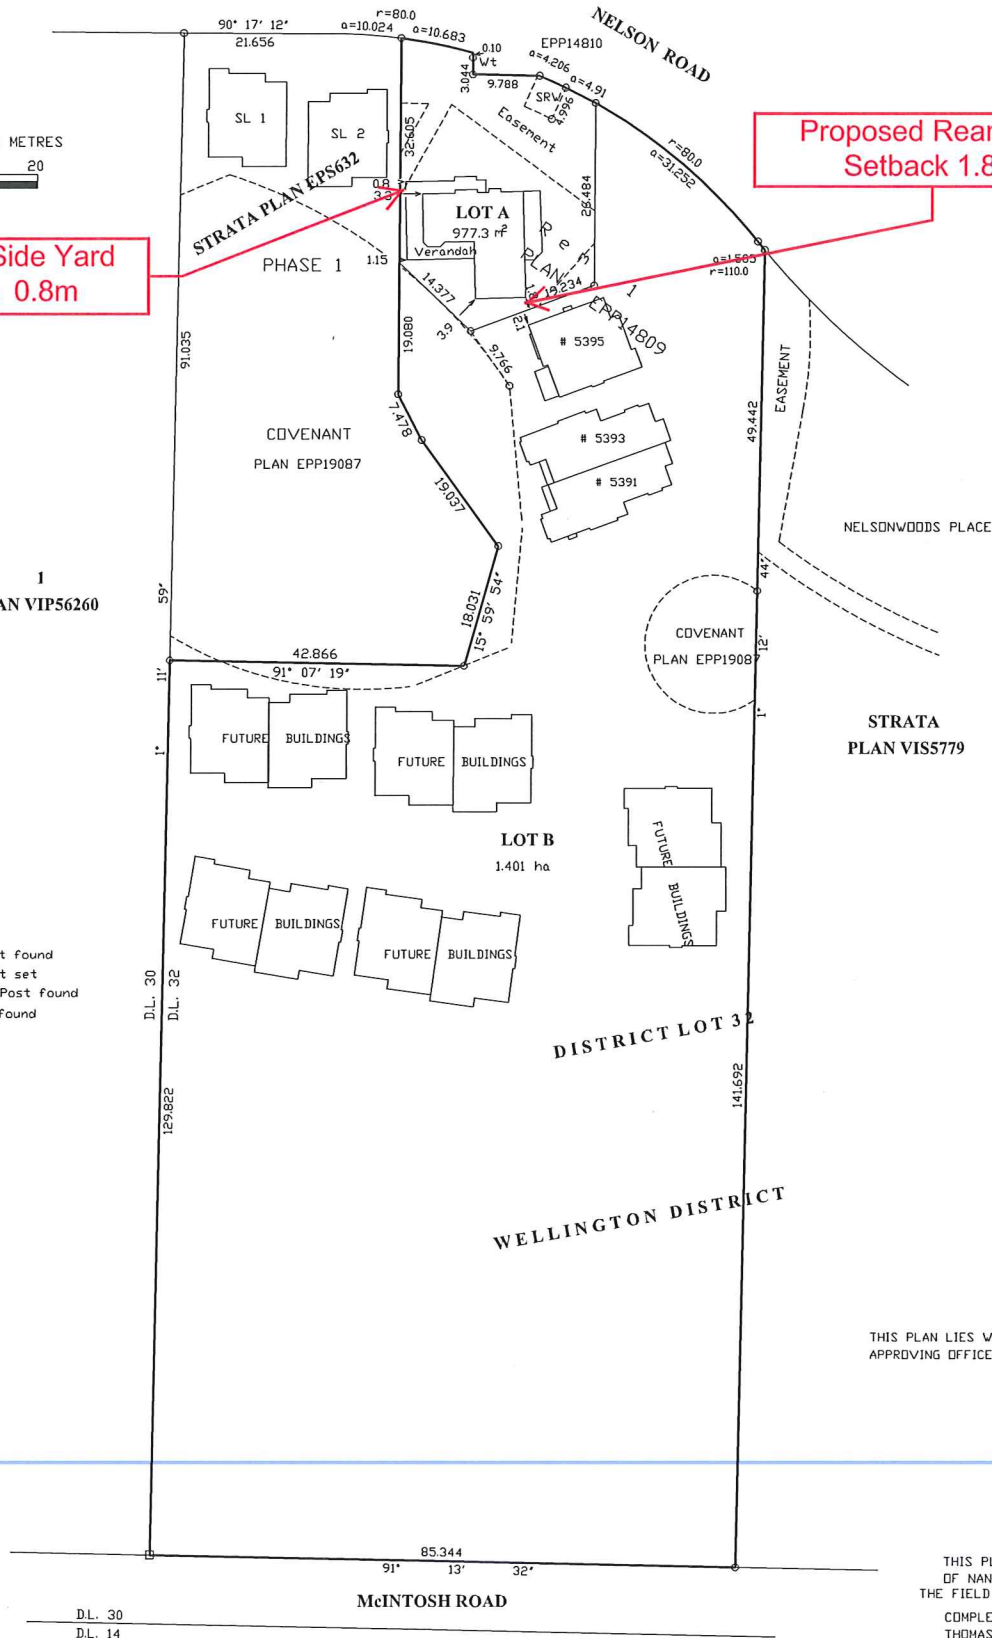 r=80.0
90° 17' 12"
a=10.024
a=10.683
21.656
NELSON ROAD
EPP14810
0.10
Wt
3.044
9.788
a=4.206
a=4.91
SRW
4.996
Easement
SL 1
SL 2
32.605
METRES
20
r=80.0
a=31.252
Proposed Rear
Setback 1.8
STRATA PLAN EPS632
0.8
3.3
LOT A
977.3 m²
26.484
Side Yard
0.8m
PHASE 1
1.15
Verandah
Rem 1
PLAN EPP14809
a=1.585
r=110.0
14.377
1.8
19.234
3.9
2.1
91.035
19.080
9.766
# 5395
EASEMENT
7.478
COVENANT
PLAN EPP19087
# 5393
# 5391
49.442
19.037
NELSONWOODS PLACE
1
AN VIP56260
59"
18.031
15° 59' 54"
44"
COVENANT
PLAN EPP19087
12'
42.866
91° 07' 19"
11'
1°
1°
STRATA
PLAN VIS5779
FUTURE BUILDINGS
FUTURE BUILDINGS
LOT B
1.401 ha
FUTURE
BUILDINGS
FUTURE BUILDINGS
FUTURE BUILDINGS
t found
t set
Post found
found
D.L. 30
D.L. 32
DISTRICT LOT 32
129.822
141.692
WELLINGTON DISTRICT
THIS PLAN LIES W
APPROVING OFFICE
85.344
91° 13' 32"
McINTOSH ROAD
D.L. 30
D.L. 14
THIS PL
OF NAN
THE FIELD
COMPLE
THOMAS